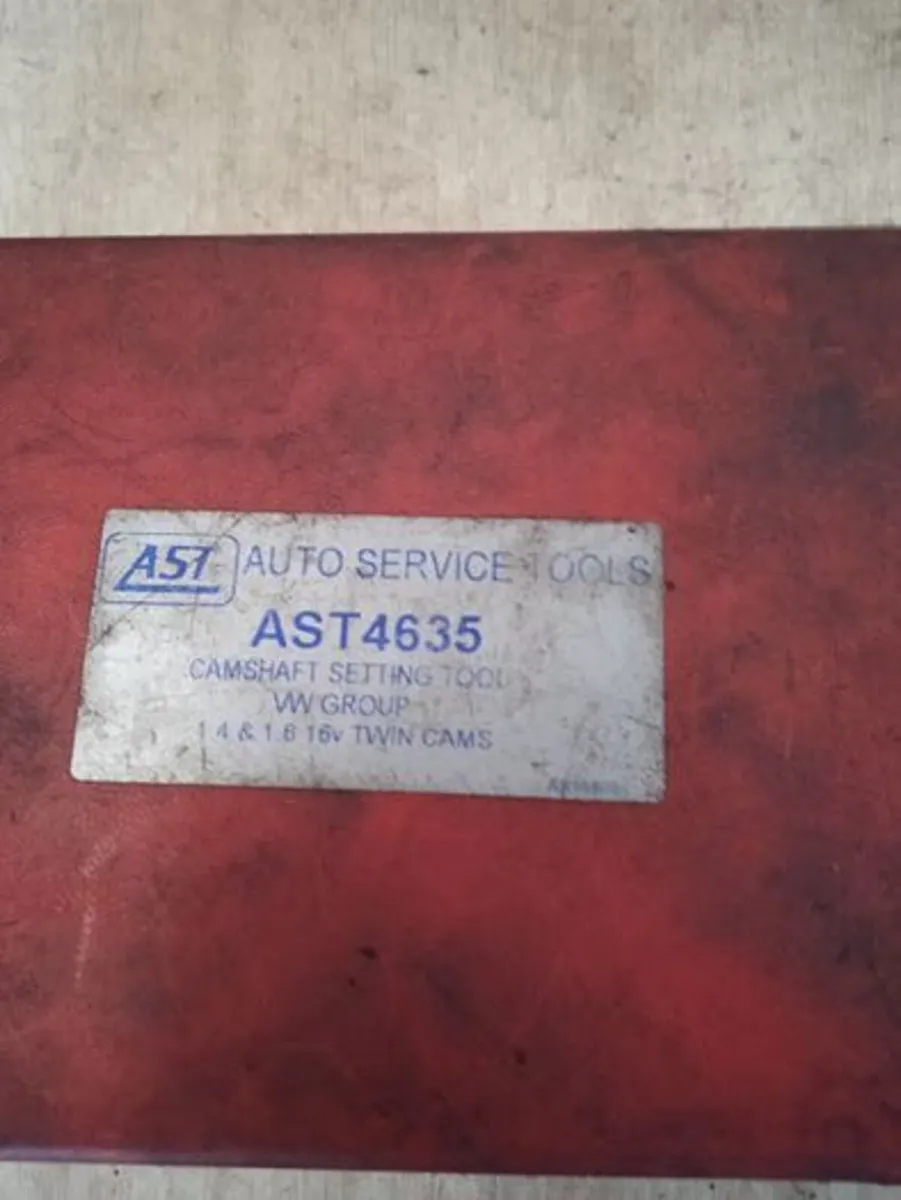 AST AUTO SERVICE TOOLS
AST4635
CAMSHAFT SETTING TOOL
VW GROUP
1.4 & 1.6 16v TWIN CAMS